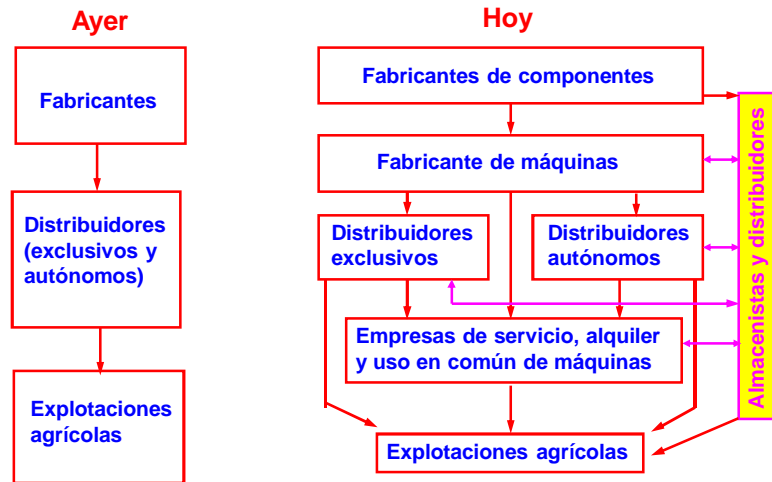 Ayer
Fabricantes
Distribuidores
(exclusivos y
autónomos)
Explotaciones
agrícolas
Hoy
Fabricantes de componentes
Fabricante de máquinas
Distribuidores
exclusivos
Distribuidores
autónomos
Empresas de servicio, alquiler
y uso en común de máquinas
Explotaciones agrícolas
Almacenistas y distribuidores